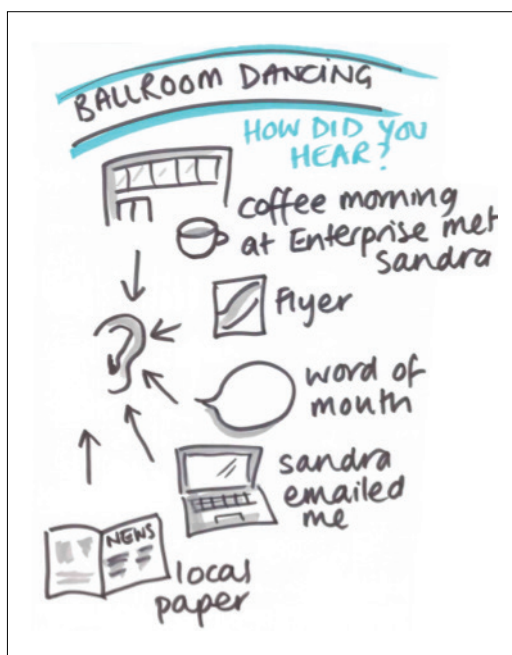 BALLROOM DANCING
HOW DID YOU
HEAR?
coffee morning
at Enterprise met
sandra
Flyer
word of
mouth
sandra
emailed
me
NEWS
local
paper